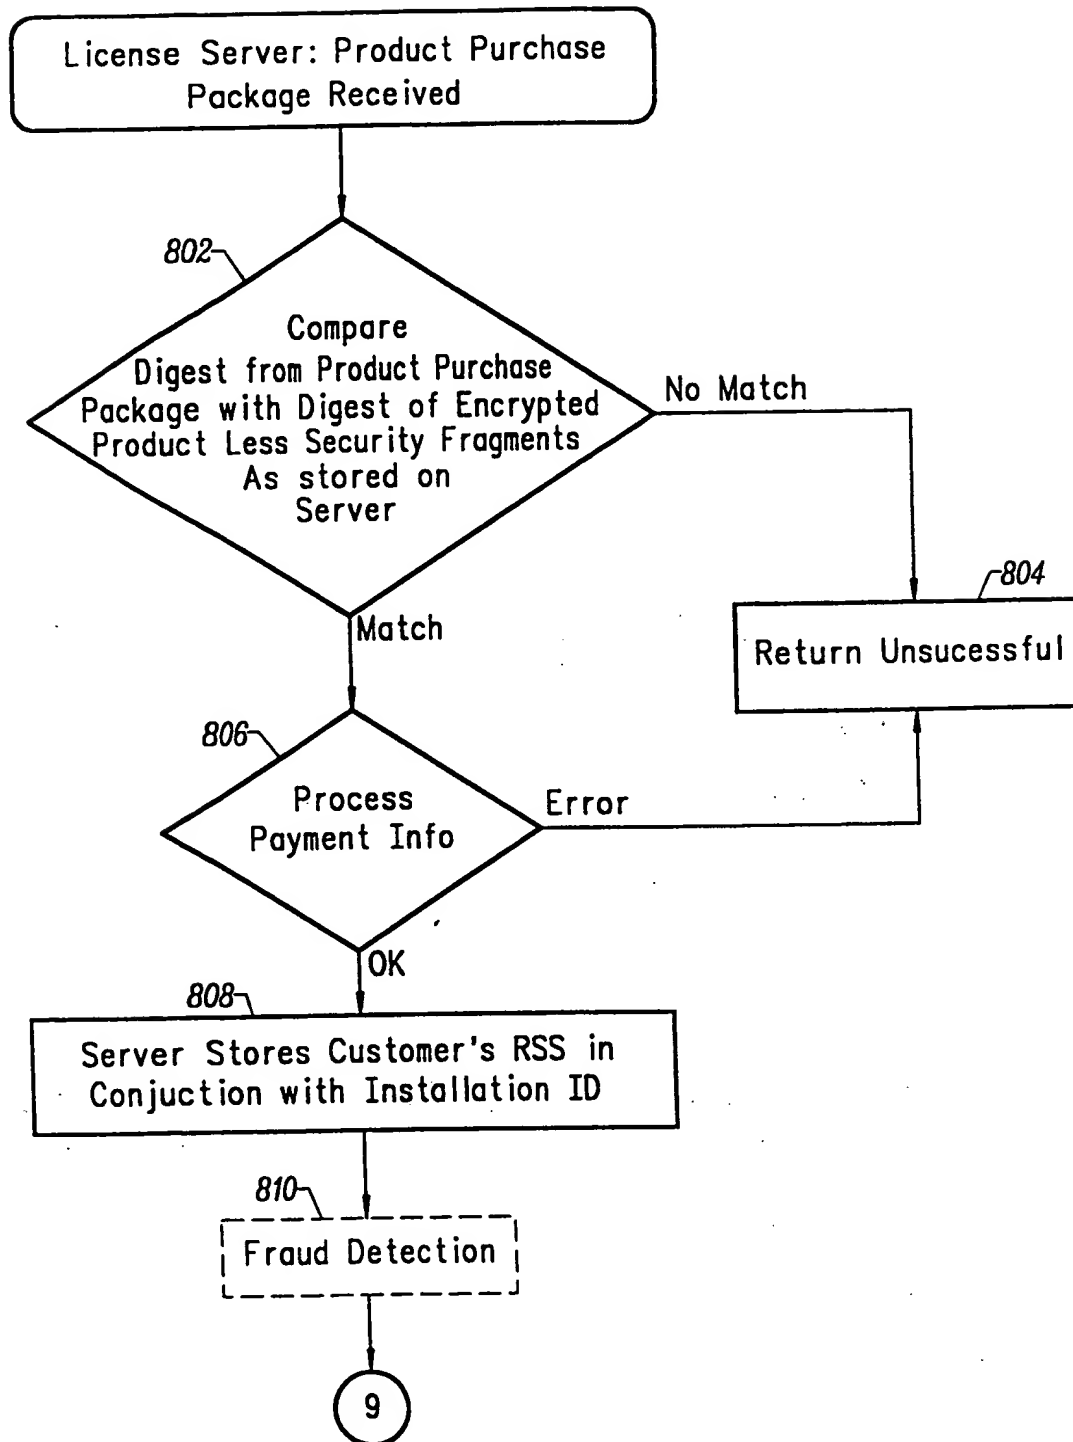 License Server: Product Purchase
Package Received
802
Compare
Digest from Product Purchase
Package with Digest of Encrypted
Product Less Security Fragments
As stored on
Server
No Match
804
Return Unsucessful
Match
806
Process
Payment Info
Error
OK
808
Server Stores Customer's RSS in
Conjuction with Installation ID
810
Fraud Detection
9